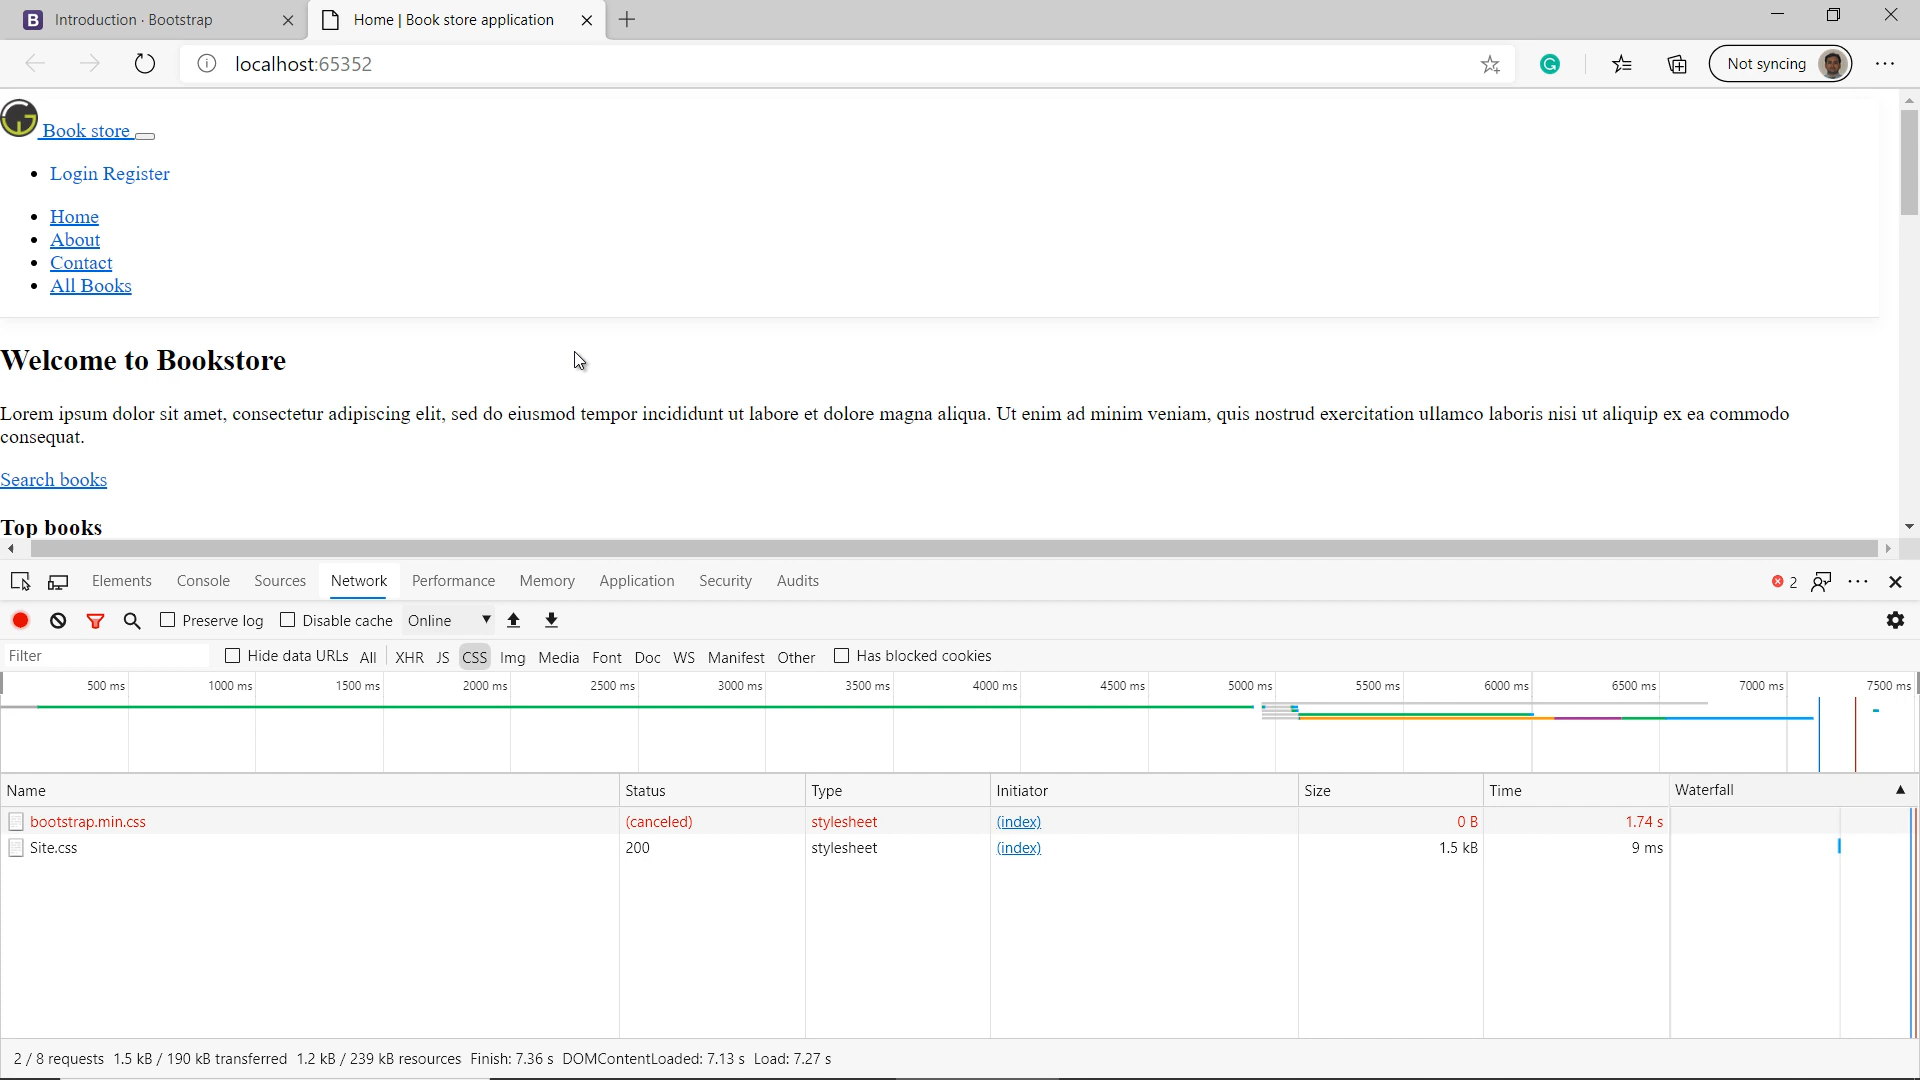 Introduction · Bootstrap
Home | Book store application
localhost:65352
Not syncing
Book store
Login Register
Home
About
Contact
All Books
Welcome to Bookstore
Lorem ipsum dolor sit amet, consectetur adipiscing elit, sed do eiusmod tempor incididunt ut labore et dolore magna aliqua. Ut enim ad minim veniam, quis nostrud exercitation ullamco laboris nisi ut aliquip ex ea commodo
consequat.
Search books
Top books
Elements Console Sources Network Performance Memory Application Security Audits 2
Preserve log Disable cache Online
Filter Hide data URLs All XHR JS CSS Img Media Font Doc WS Manifest Other Has blocked cookies
500 ms 1000 ms 1500 ms 2000 ms 2500 ms 3000 ms 3500 ms 4000 ms 4500 ms 5000 ms 5500 ms 6000 ms 6500 ms 7000 ms 7500 ms
Name Status Type Initiator Size Time Waterfall
bootstrap.min.css (canceled) stylesheet (index) 0 B 1.74 s
Site.css 200 stylesheet (index) 1.5 kB 9 ms
2 / 8 requests 1.5 kB / 190 kB transferred 1.2 kB / 239 kB resources Finish: 7.36 s DOMContentLoaded: 7.13 s Load: 7.27 s